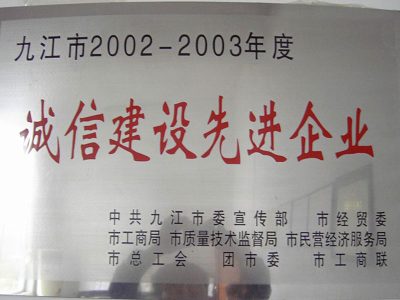 九江市2002-2003年度
诚信建设先进企业
中共九江市委宣传部 市经贸委
市工商局 市质量技术监督局 市民营经济服务局
市总工会 团市委 市工商联